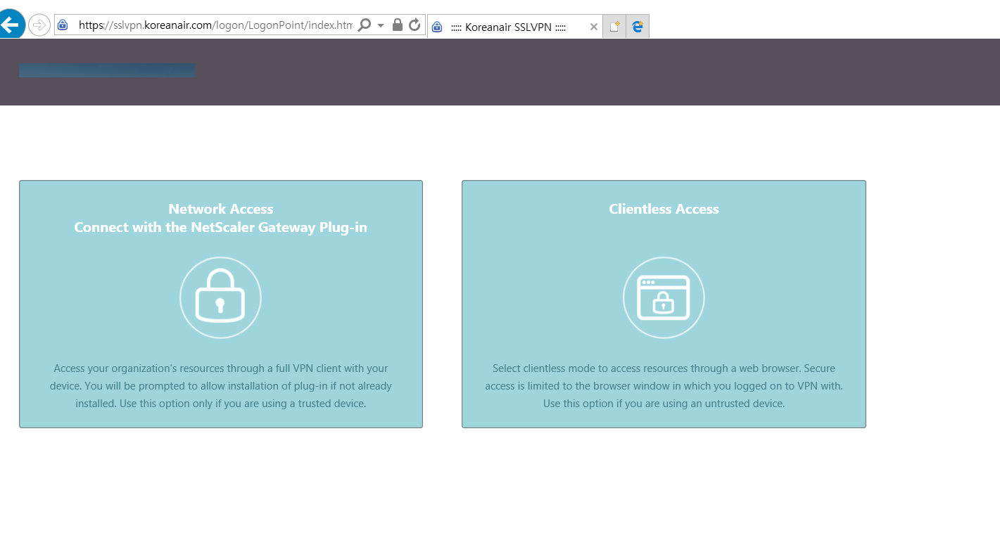 https://sslvpn.koreanair.com/logon/LogonPoint/index.htm
::::: Koreanair SSLVPN :::::
Network Access
Connect with the NetScaler Gateway Plug-in
Access your organization's resources through a full VPN client with your
device. You will be prompted to allow installation of plug-in if not already
installed. Use this option only if you are using a trusted device.
Clientless Access
Select clientless mode to access resources through a web browser. Secure
access is limited to the browser window in which you logged on to VPN with.
Use this option if you are using an untrusted device.